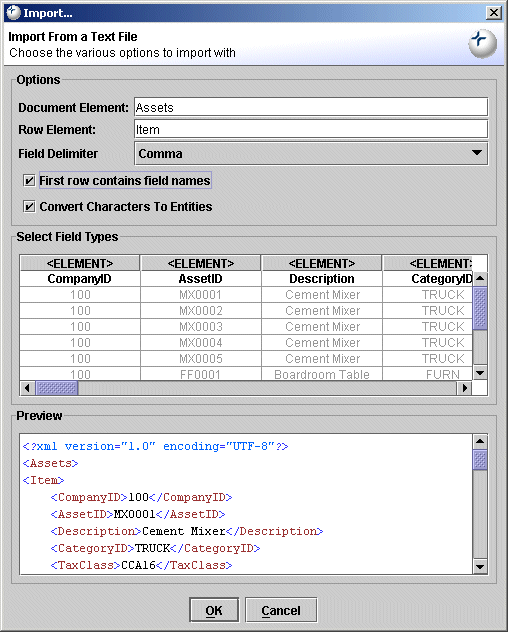 Import...
Import From a Text File
Choose the various options to import with
Options
Document Element: Assets
Row Element: Item
Field Delimiter Comma
First row contains field names
Convert Characters To Entities
Select Field Types
<ELEMENT> <ELEMENT> <ELEMENT> <ELEMENT>
CompanyID AssetID Description CategoryID
100 MX0001 Cement Mixer TRUCK
100 MX0002 Cement Mixer TRUCK
100 MX0003 Cement Mixer TRUCK
100 MX0004 Cement Mixer TRUCK
100 MX0005 Cement Mixer TRUCK
100 FF0001 Boardroom Table FURN
Preview
<?xml version="1.0" encoding="UTF-8"?>
<Assets>
<Item>
<CompanyID>100</CompanyID>
<AssetID>MX0001</AssetID>
<Description>Cement Mixer</Description>
<CategoryID>TRUCK</CategoryID>
<TaxClass>CCA16</TaxClass>
OK Cancel